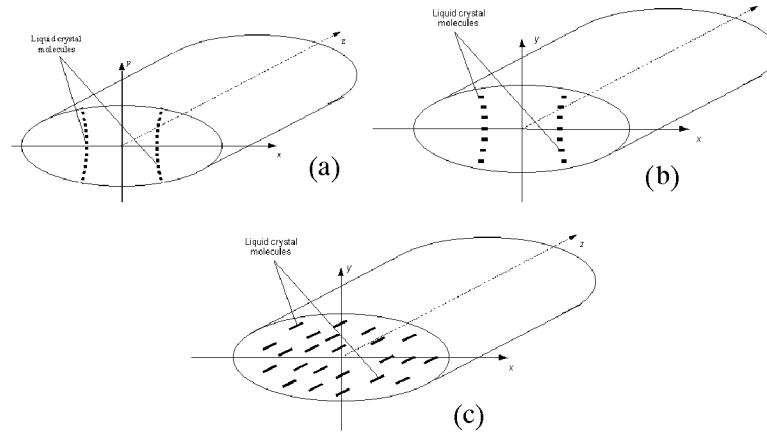 Liquid crystal
molecules
y
z
x
(a)
Liquid crystal
molecules
y
x
(b)
Liquid crystal
molecules
y
z
x
(c)